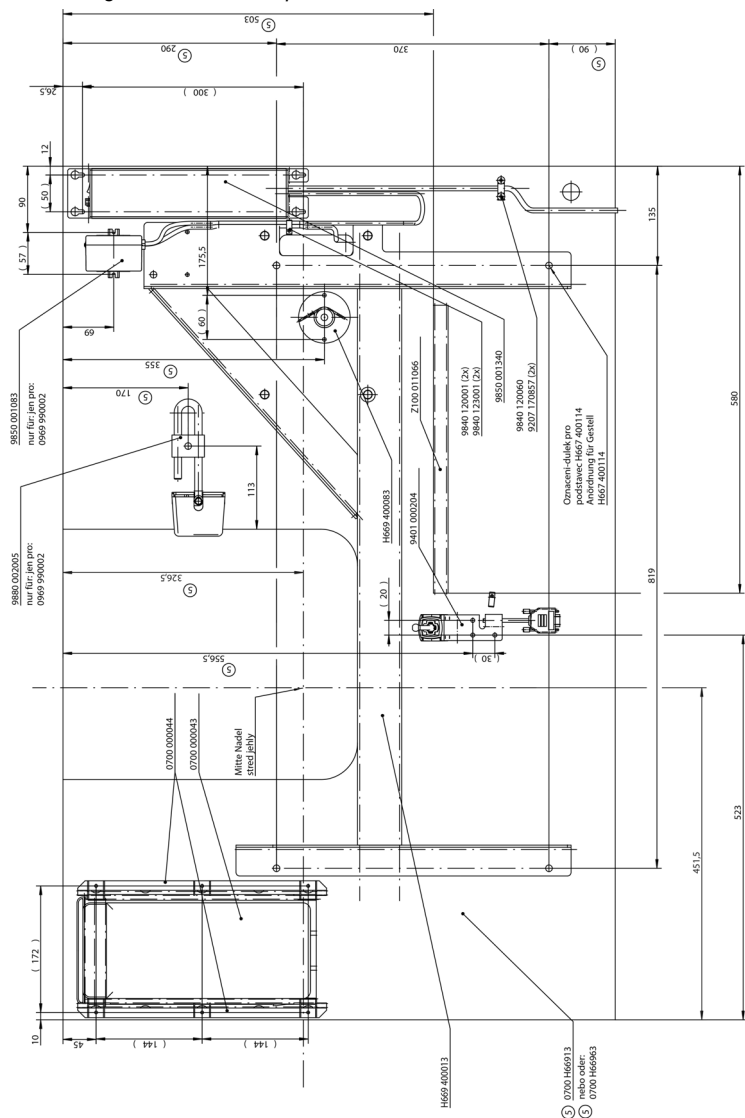 503
Ⓢ
290
Ⓢ
370
( 90 )
Ⓢ
26,5
( 300 )
12
( 50 )
90
( 57 )
69
175,5
( 60 )
355
Ⓢ
170
Ⓢ
135
580
9850 001083
nur für: jen pro:
0969 990002
9880 002005
nur für: jen pro:
0969 990002
113
326,5
Ⓢ
556,5
Ⓢ
H669 400083
Z100 011066
9401 000204
9840 120001 (2x)
9840 123001 (2x)
9850 001340
9840 120060
9207 170857 (2x)
Oznaceni-dulek pro
podstavec H667 400114
Anördnung für Gestell
H667 400114
( 20 )
( 30 )
819
Mitte Nadel
stred jehly
0700 000044
0700 000043
523
451,5
( 172 )
10
45
( 144 )
( 144 )
H669 400013
Ⓢ 0700 H66913
nebo oder:
Ⓢ 0700 H66963